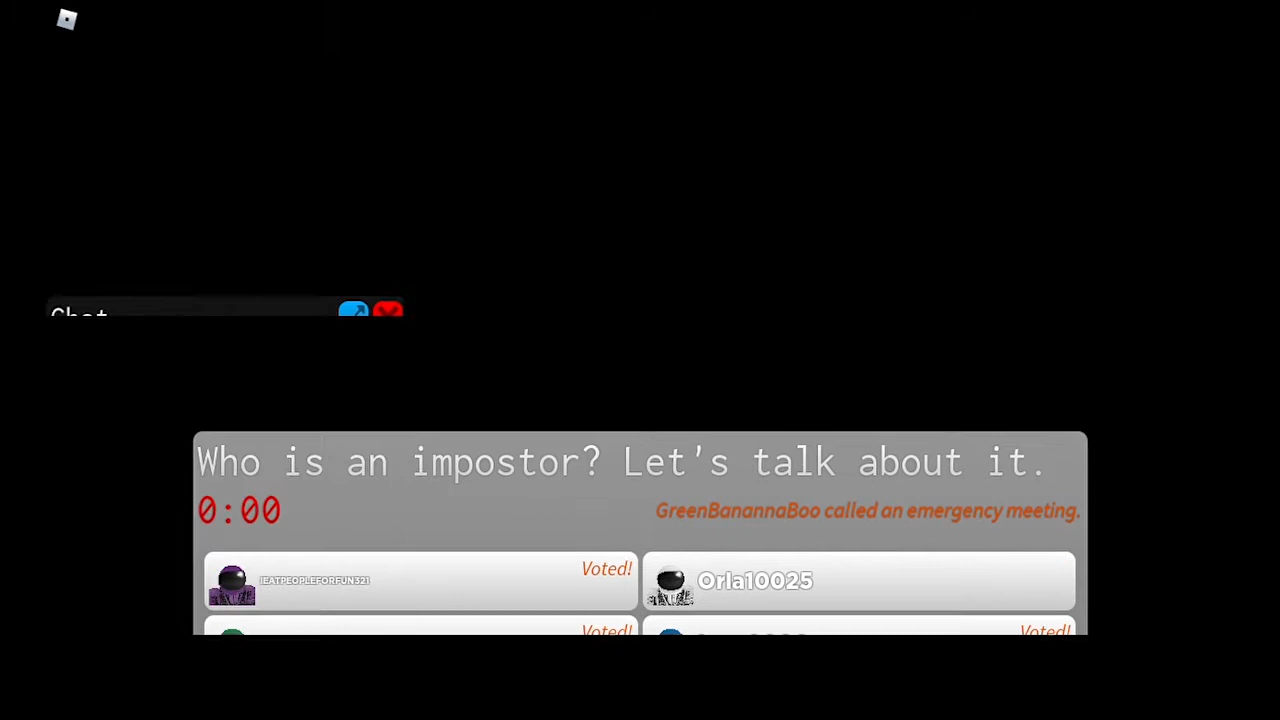 Chat
Who is an impostor? Let's talk about it.
0:00
GreenBanannaBoo called an emergency meeting.
IEATPEOPLEFORFUN321
Voted!
Orla10025
Voted!
Voted!